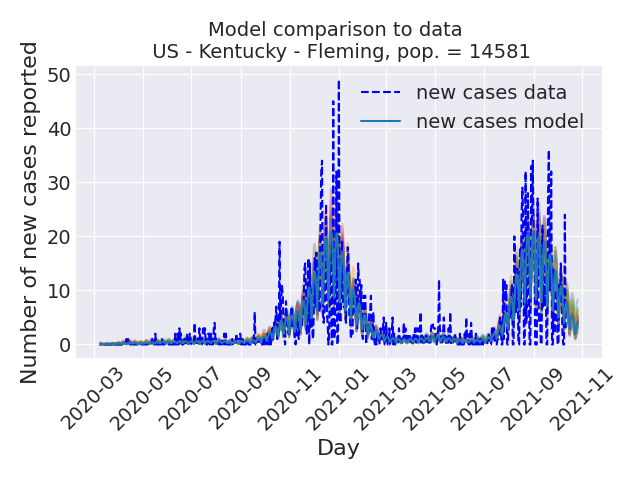 Model comparison to data
US - Kentucky - Fleming, pop. = 14581
Number of new cases reported
50
40
30
20
10
0
new cases data
new cases model
2020-03
2020-05
2020-07
2020-09
2020-11
2021-01
2021-03
2021-05
2021-07
2021-09
2021-11
Day